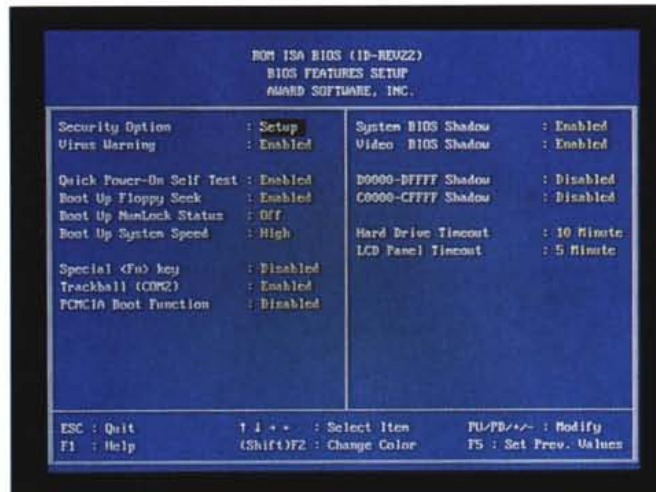 ROM ISA BIOS (ID-REV22)
BIOS FEATURES SETUP
AWARD SOFTWARE, INC.
Security Option : Setup
Virus Warning : Enabled
Quick Power-On Self Test : Enabled
Boot Up Floppy Seek : Enabled
Boot Up NumLock Status : Off
Boot Up System Speed : High
Special <Fn> key : Disabled
Trackball (COM2) : Enabled
PCMCIA Boot Function : Disabled
System BIOS Shadow : Enabled
Video BIOS Shadow : Enabled
D0000-DFFFF Shadow : Disabled
C0000-CFFFF Shadow : Disabled
Hard Drive Timeout : 10 Minute
LCD Panel Timeout : 5 Minute
ESC : Quit
F1 : Help
↑ ↓ → ← : Select Item
(Shift)F2 : Change Color
PU/PD/+/- : Modify
F5 : Set Prev. Values